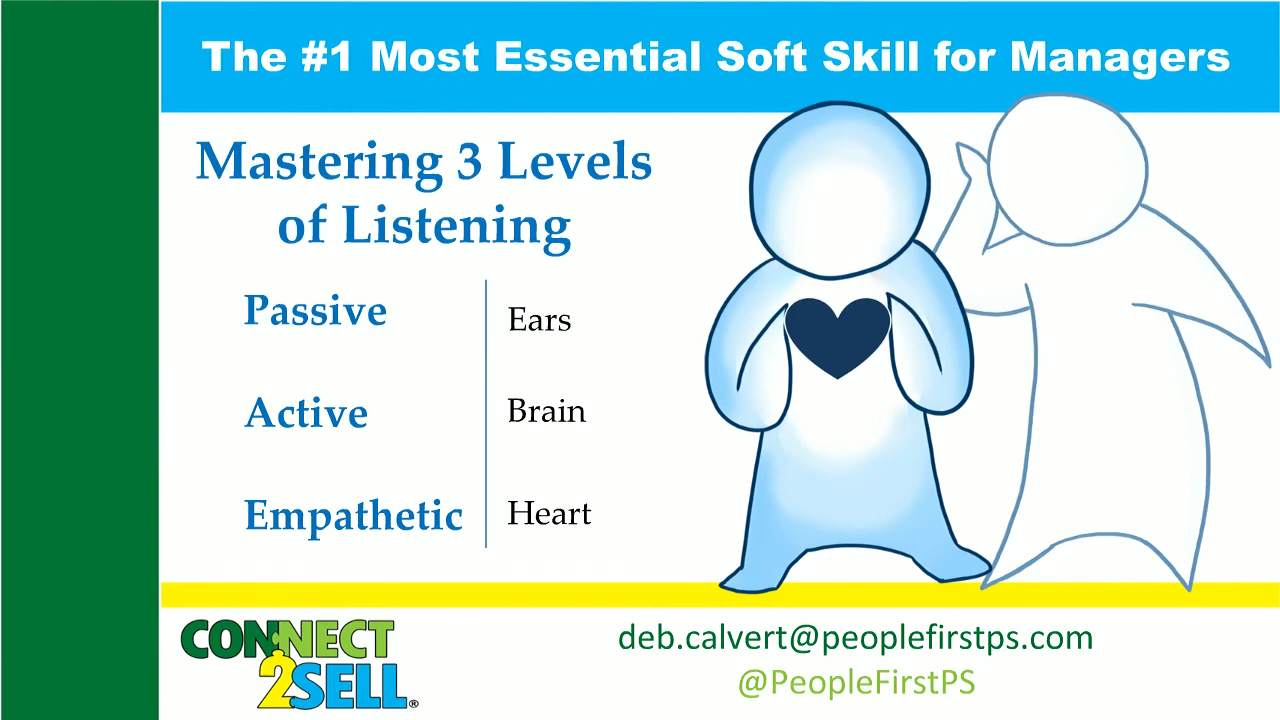 The #1 Most Essential Soft Skill for Managers
Mastering 3 Levels
of Listening
Passive Ears
Active Brain
Empathetic Heart
CONNECT
2SELL®
deb.calvert@peoplefirstps.com
@PeopleFirstPS